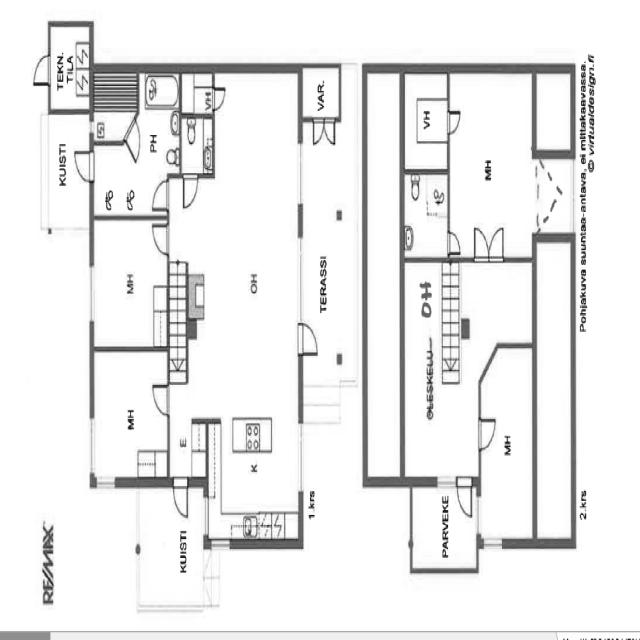 RE/MAX
TEKN.
TILA
KUISTI
PH
VH
VAR.
MH
OH
TERASSI
MH
E
K
KUISTI
1.krs
VH
MH
OH
OLESKELU
MH
PARVEKE
2.krs
Pohjakuva suuntaa-antava, ei mittakaavassa.
© virtualdesign.fi